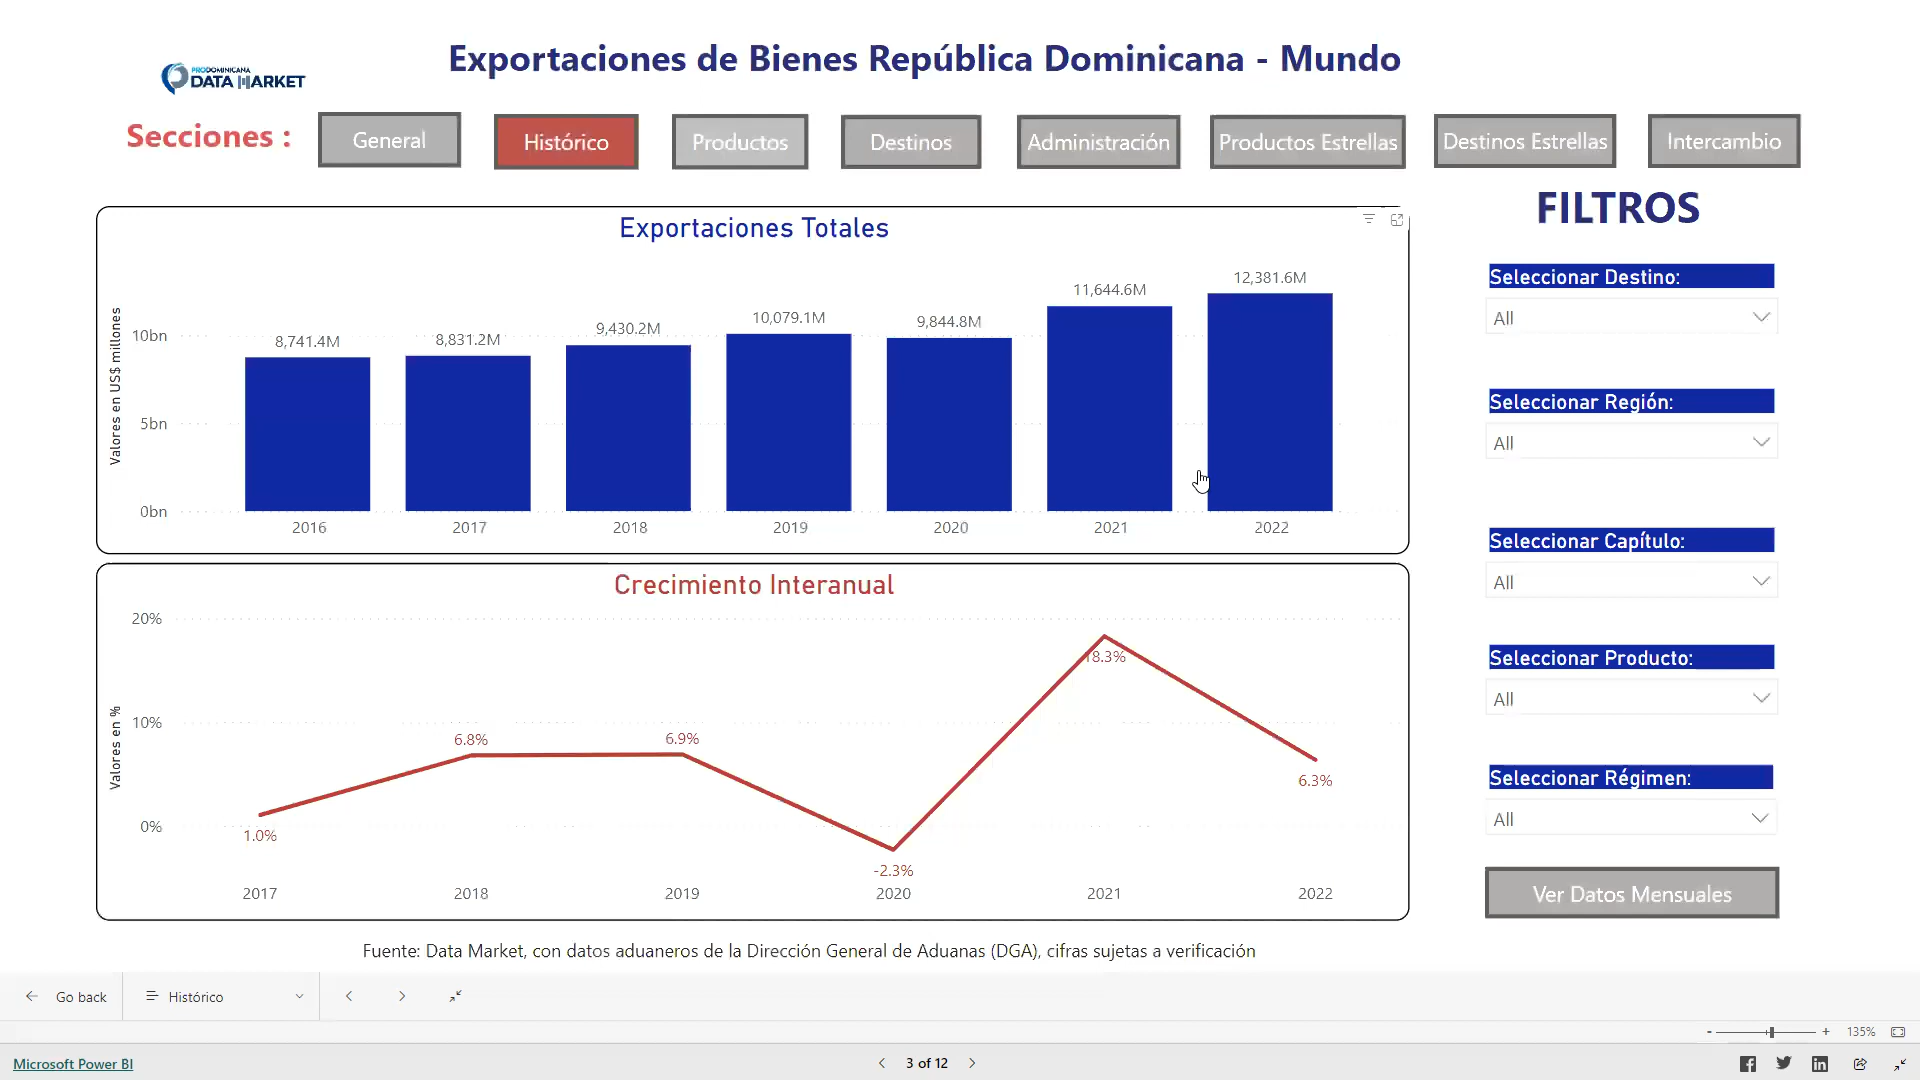 Exportaciones de Bienes República Dominicana - Mundo
PRODOMINICANA
DATA MARKET
Secciones :
General
Histórico
Productos
Destinos
Administración
Productos Estrellas
Destinos Estrellas
Intercambio
FILTROS
Exportaciones Totales
Valores en US$ millones
10bn
5bn
0bn
8,741.4M
8,831.2M
9,430.2M
10,079.1M
9,844.8M
11,644.6M
12,381.6M
2016
2017
2018
2019
2020
2021
2022
Seleccionar Destino:
All
Seleccionar Región:
All
Seleccionar Capítulo:
All
Seleccionar Producto:
All
Seleccionar Régimen:
All
Ver Datos Mensuales
Crecimiento Interanual
Valores en %
20%
10%
0%
1.0%
6.8%
6.9%
-2.3%
18.3%
6.3%
2017
2018
2019
2020
2021
2022
Fuente: Data Market, con datos aduaneros de la Dirección General de Aduanas (DGA), cifras sujetas a verificación
Go back
Histórico
- + 135%
Microsoft Power BI
3 of 12